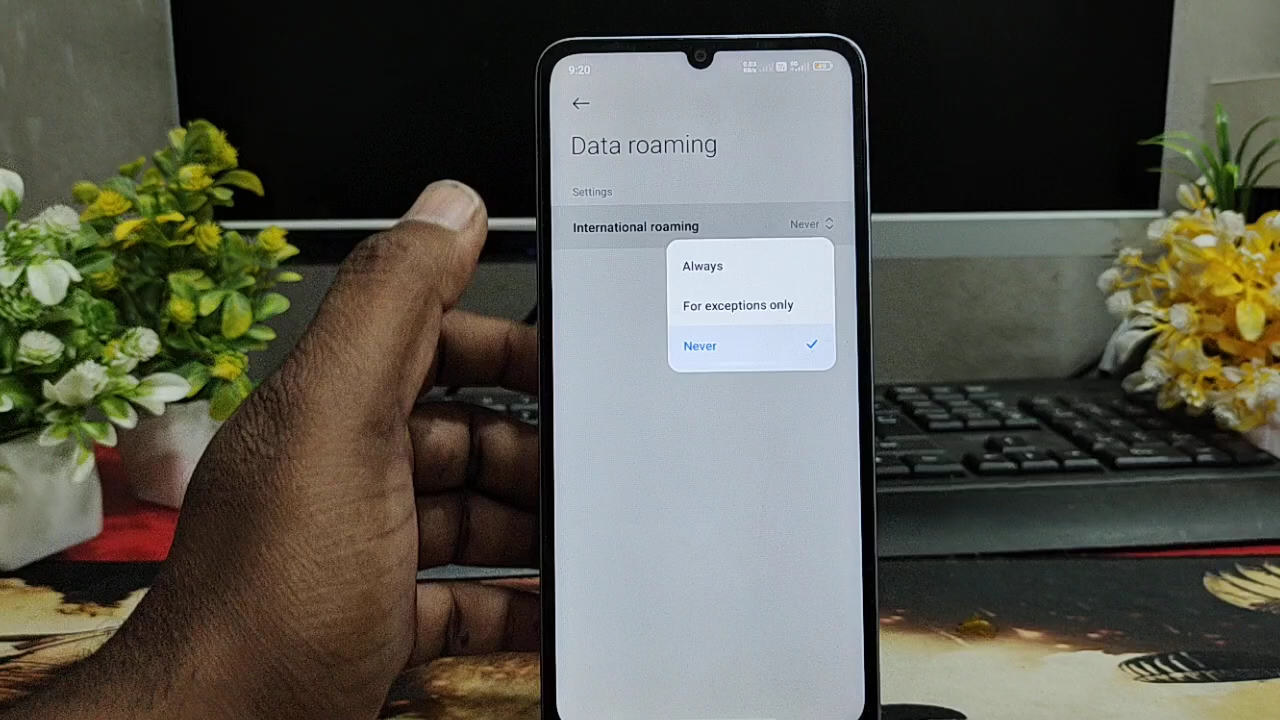 9:20
Data roaming
Settings
International roaming
Never
Always
For exceptions only
Never